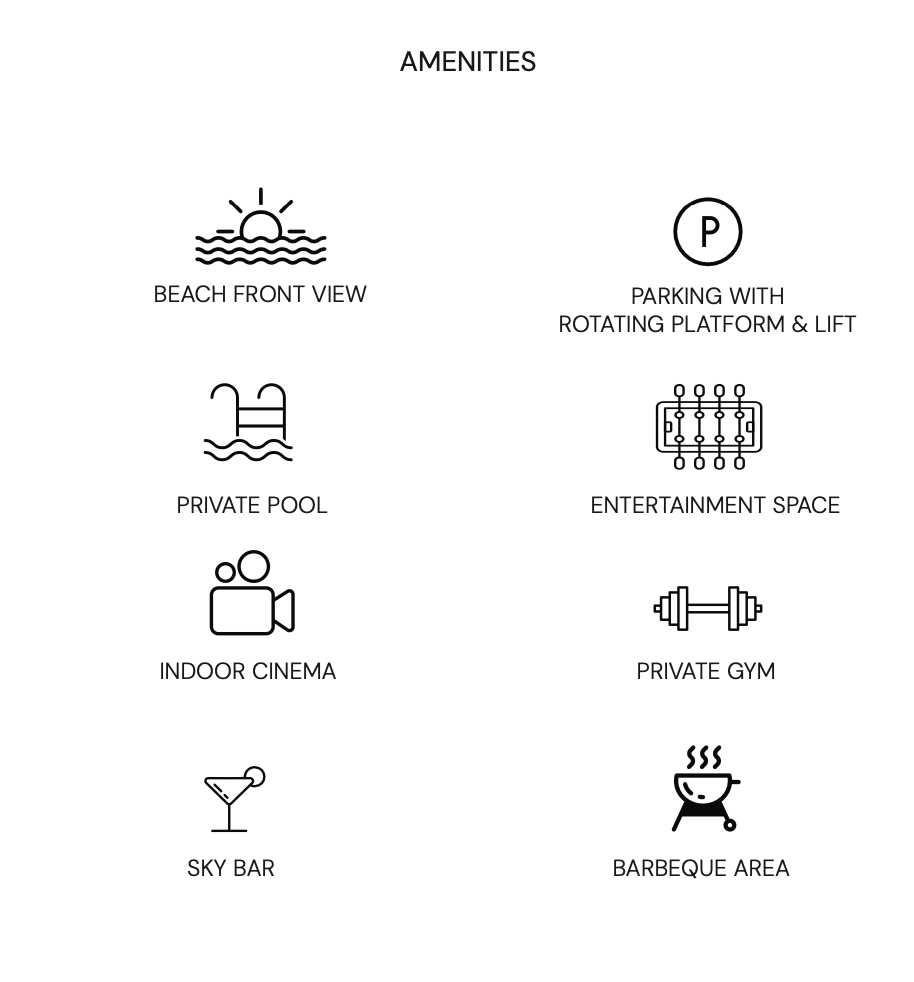 AMENITIES
P
BEACH FRONT VIEW
PARKING WITH
ROTATING PLATFORM & LIFT
PRIVATE POOL
ENTERTAINMENT SPACE
INDOOR CINEMA
PRIVATE GYM
SKY BAR
BARBEQUE AREA